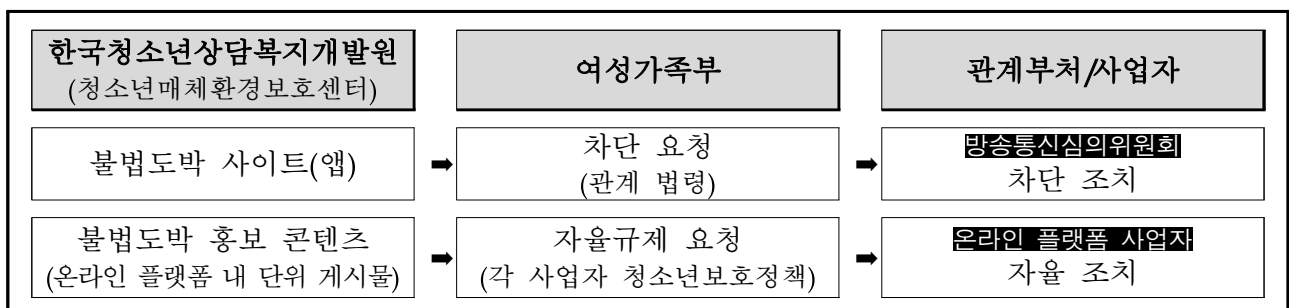 한국청소년상담복지개발원
(청소년매체환경보호센터)
여성가족부
관계부처/사업자
불법도박 사이트(앱)
➡
차단 요청
(관계 법령)
➡
방송통신심의위원회
차단 조치
불법도박 홍보 콘텐츠
(온라인 플랫폼 내 단위 게시물)
➡
자율규제 요청
(각 사업자 청소년보호정책)
➡
온라인 플랫폼 사업자
자율 조치